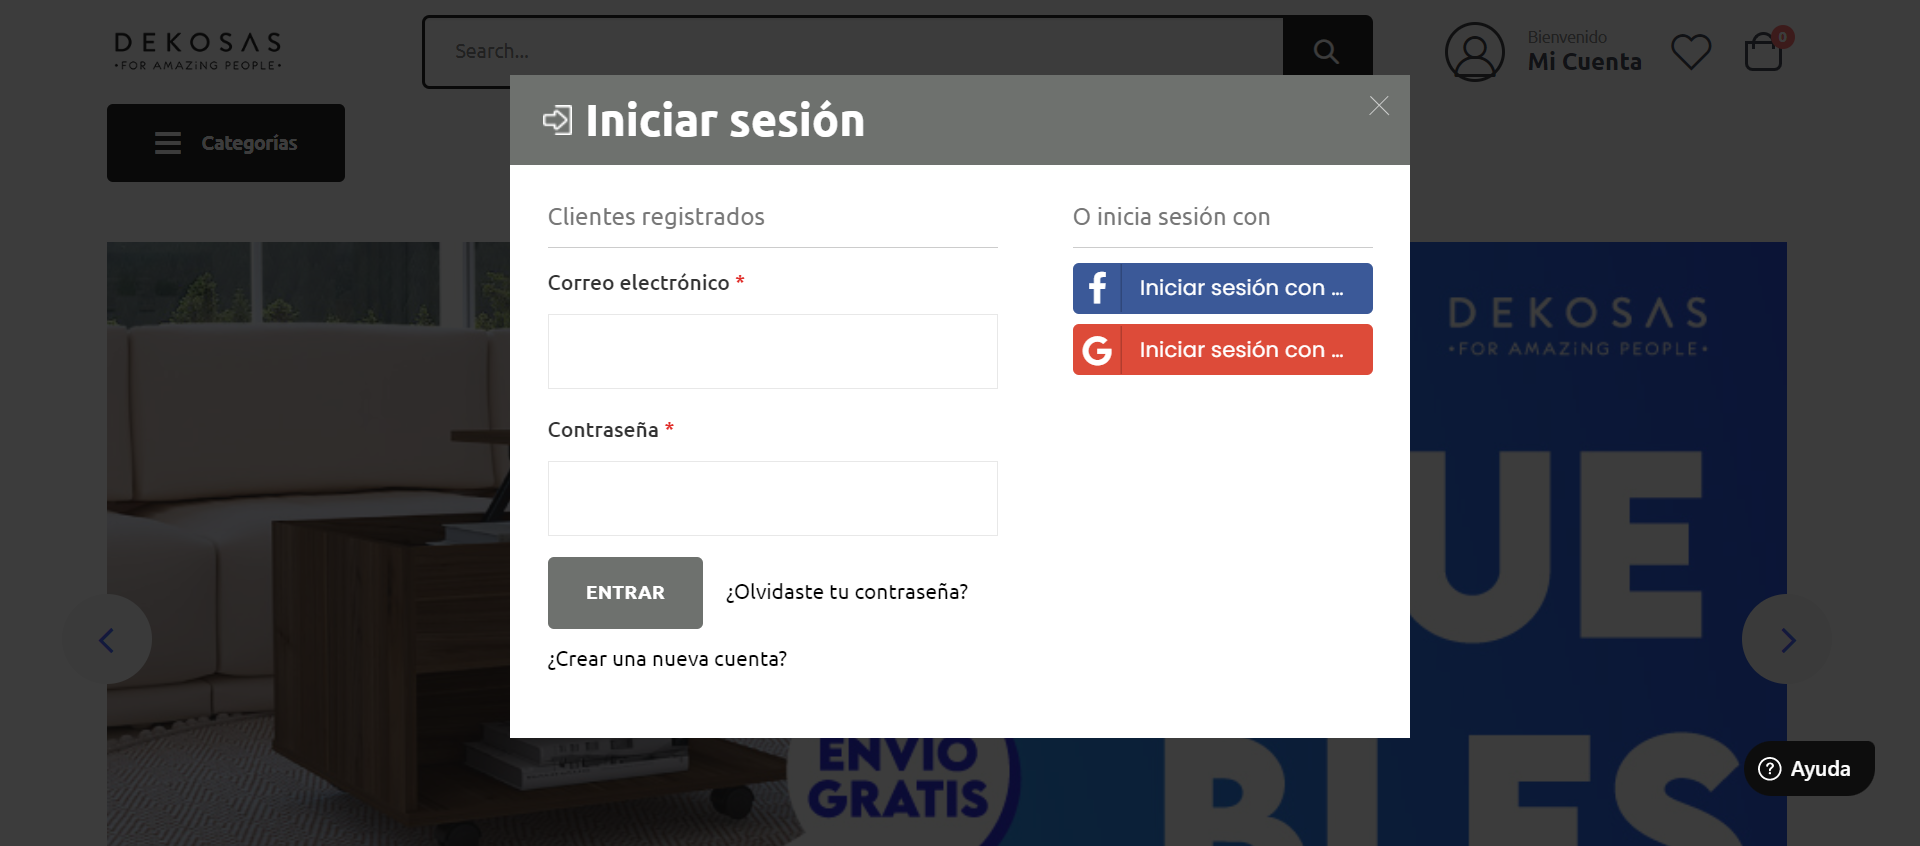 DEKOSAS
•FOR AMAZiNG PEOPLE•
Search...
Bienvenido
Mi Cuenta
0
Categorías
Iniciar sesión
Clientes registrados
Correo electrónico *
Contraseña *
ENTRAR
¿Olvidaste tu contraseña?
¿Crear una nueva cuenta?
O inicia sesión con
Iniciar sesión con ...
Iniciar sesión con ...
DEKOSAS
•FOR AMAZiNG PEOPLE•
UE
BLES
ENVIO
GRATIS
Ayuda